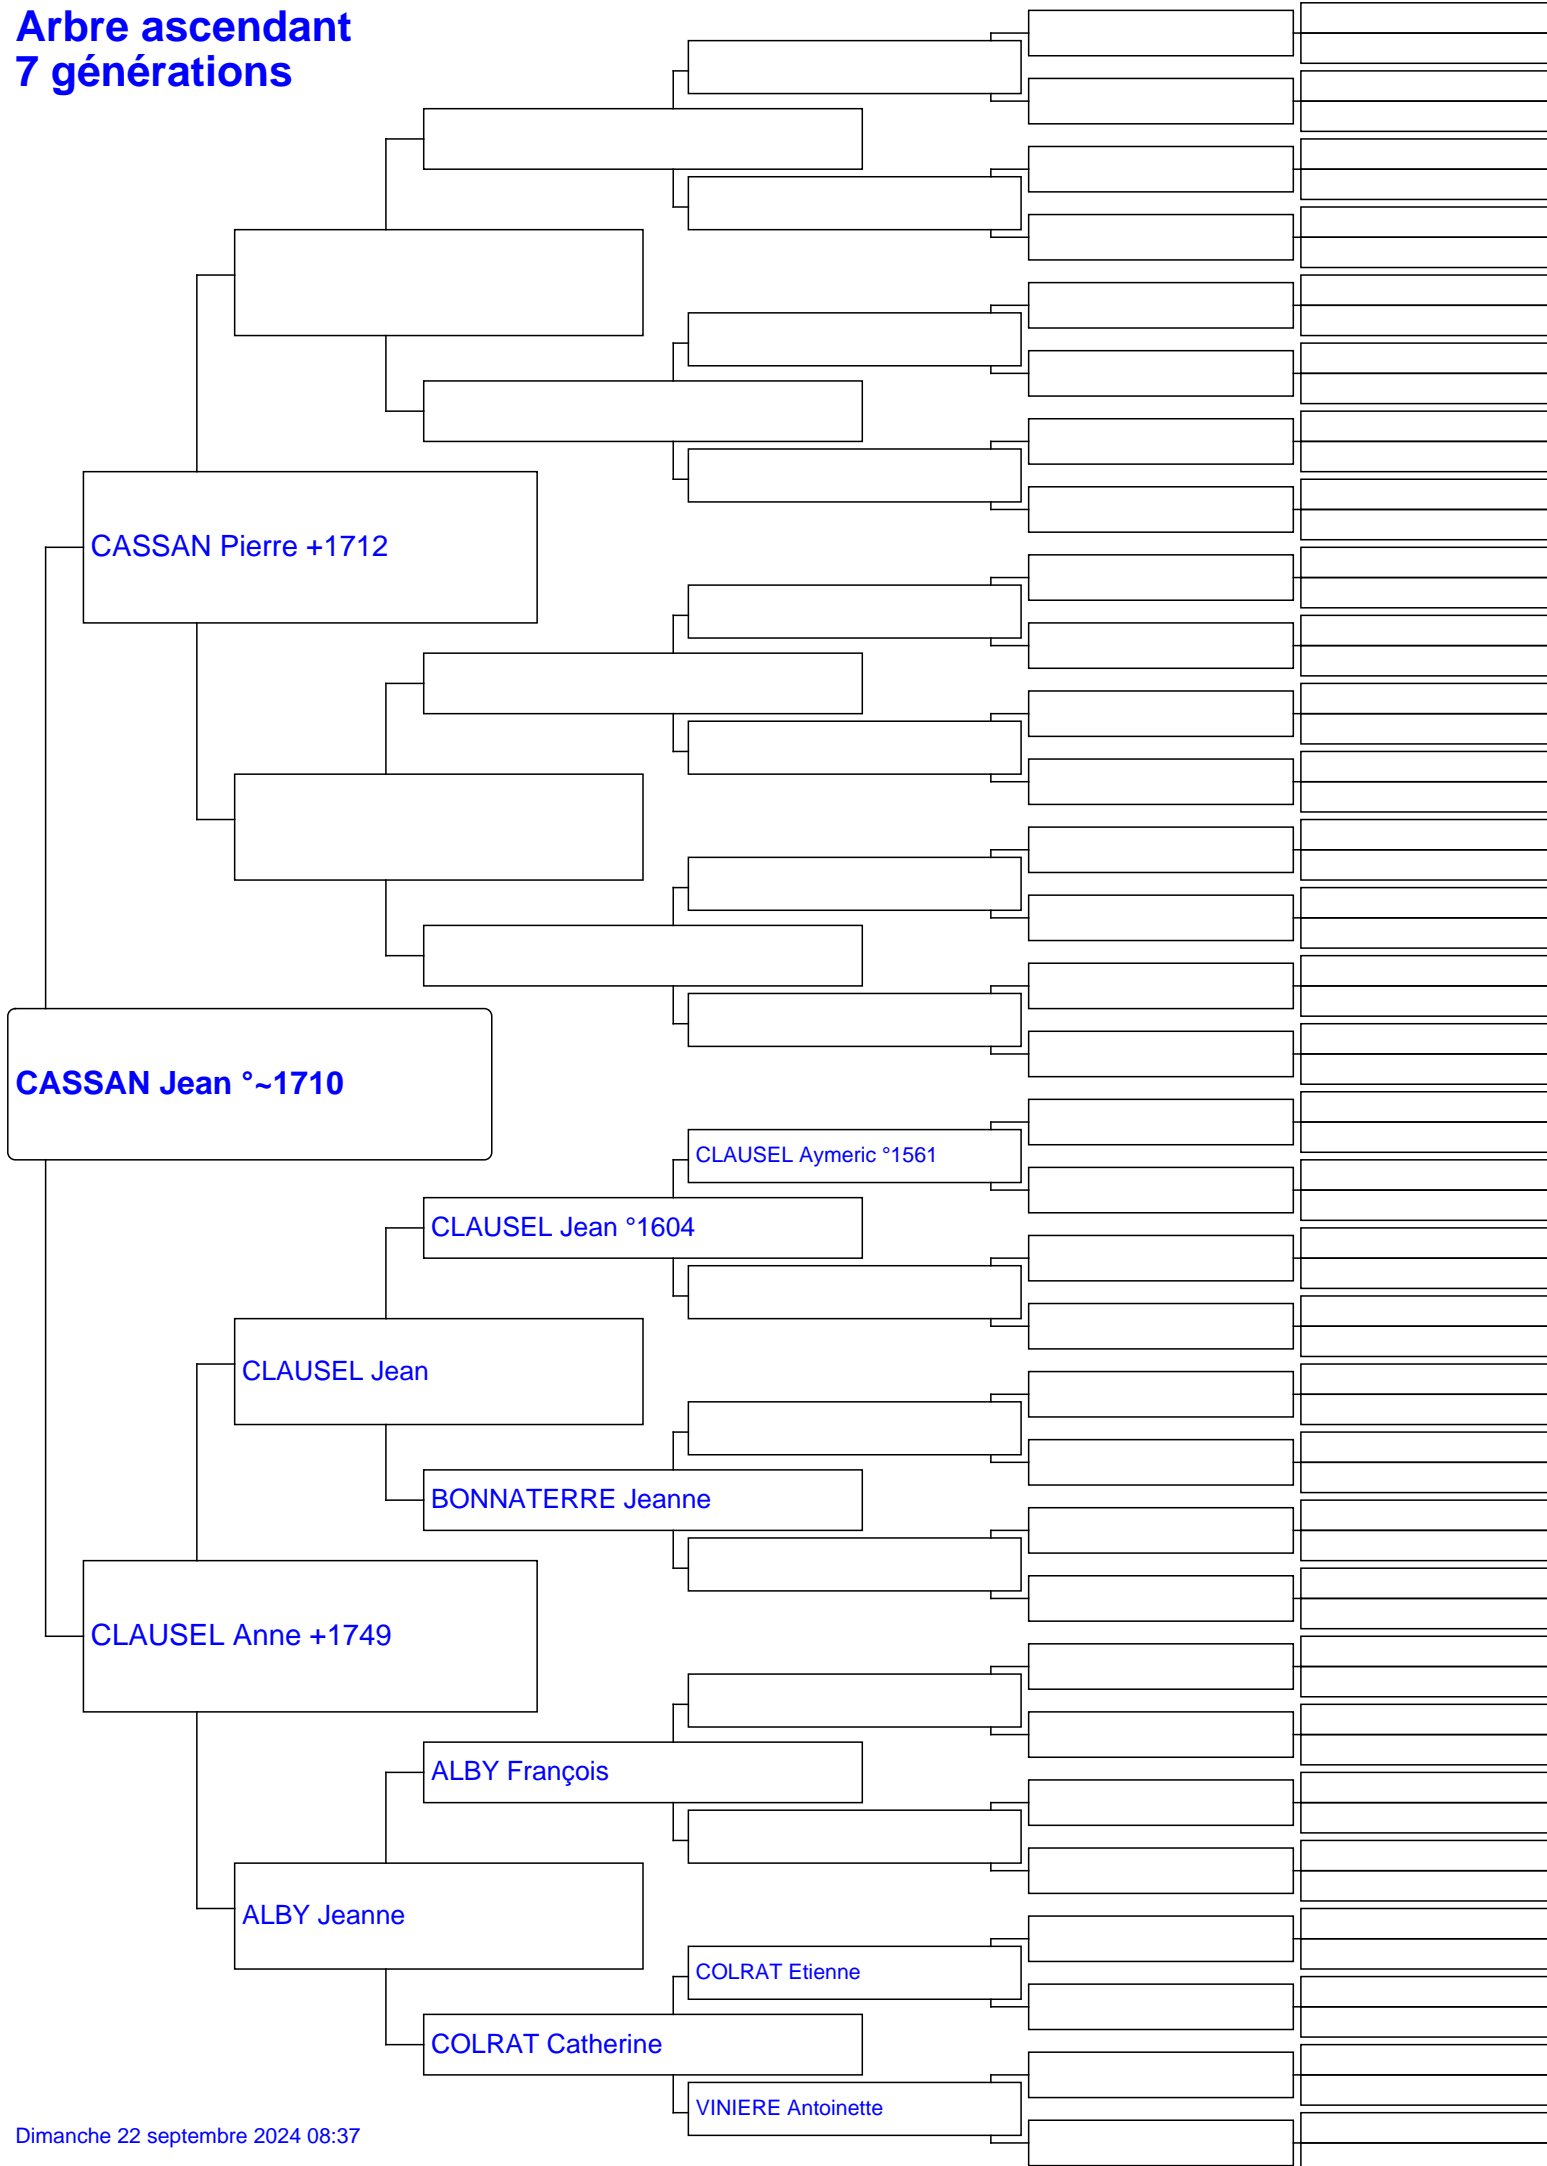 Arbre ascendant
7 générations
CASSAN Pierre +1712
CASSAN Jean °~1710
CLAUSEL Aymeric °1561
CLAUSEL Jean °1604
CLAUSEL Jean
BONNATERRE Jeanne
CLAUSEL Anne +1749
ALBY François
ALBY Jeanne
COLRAT Etienne
COLRAT Catherine
VINIERE Antoinette
Dimanche 22 septembre 2024 08:37